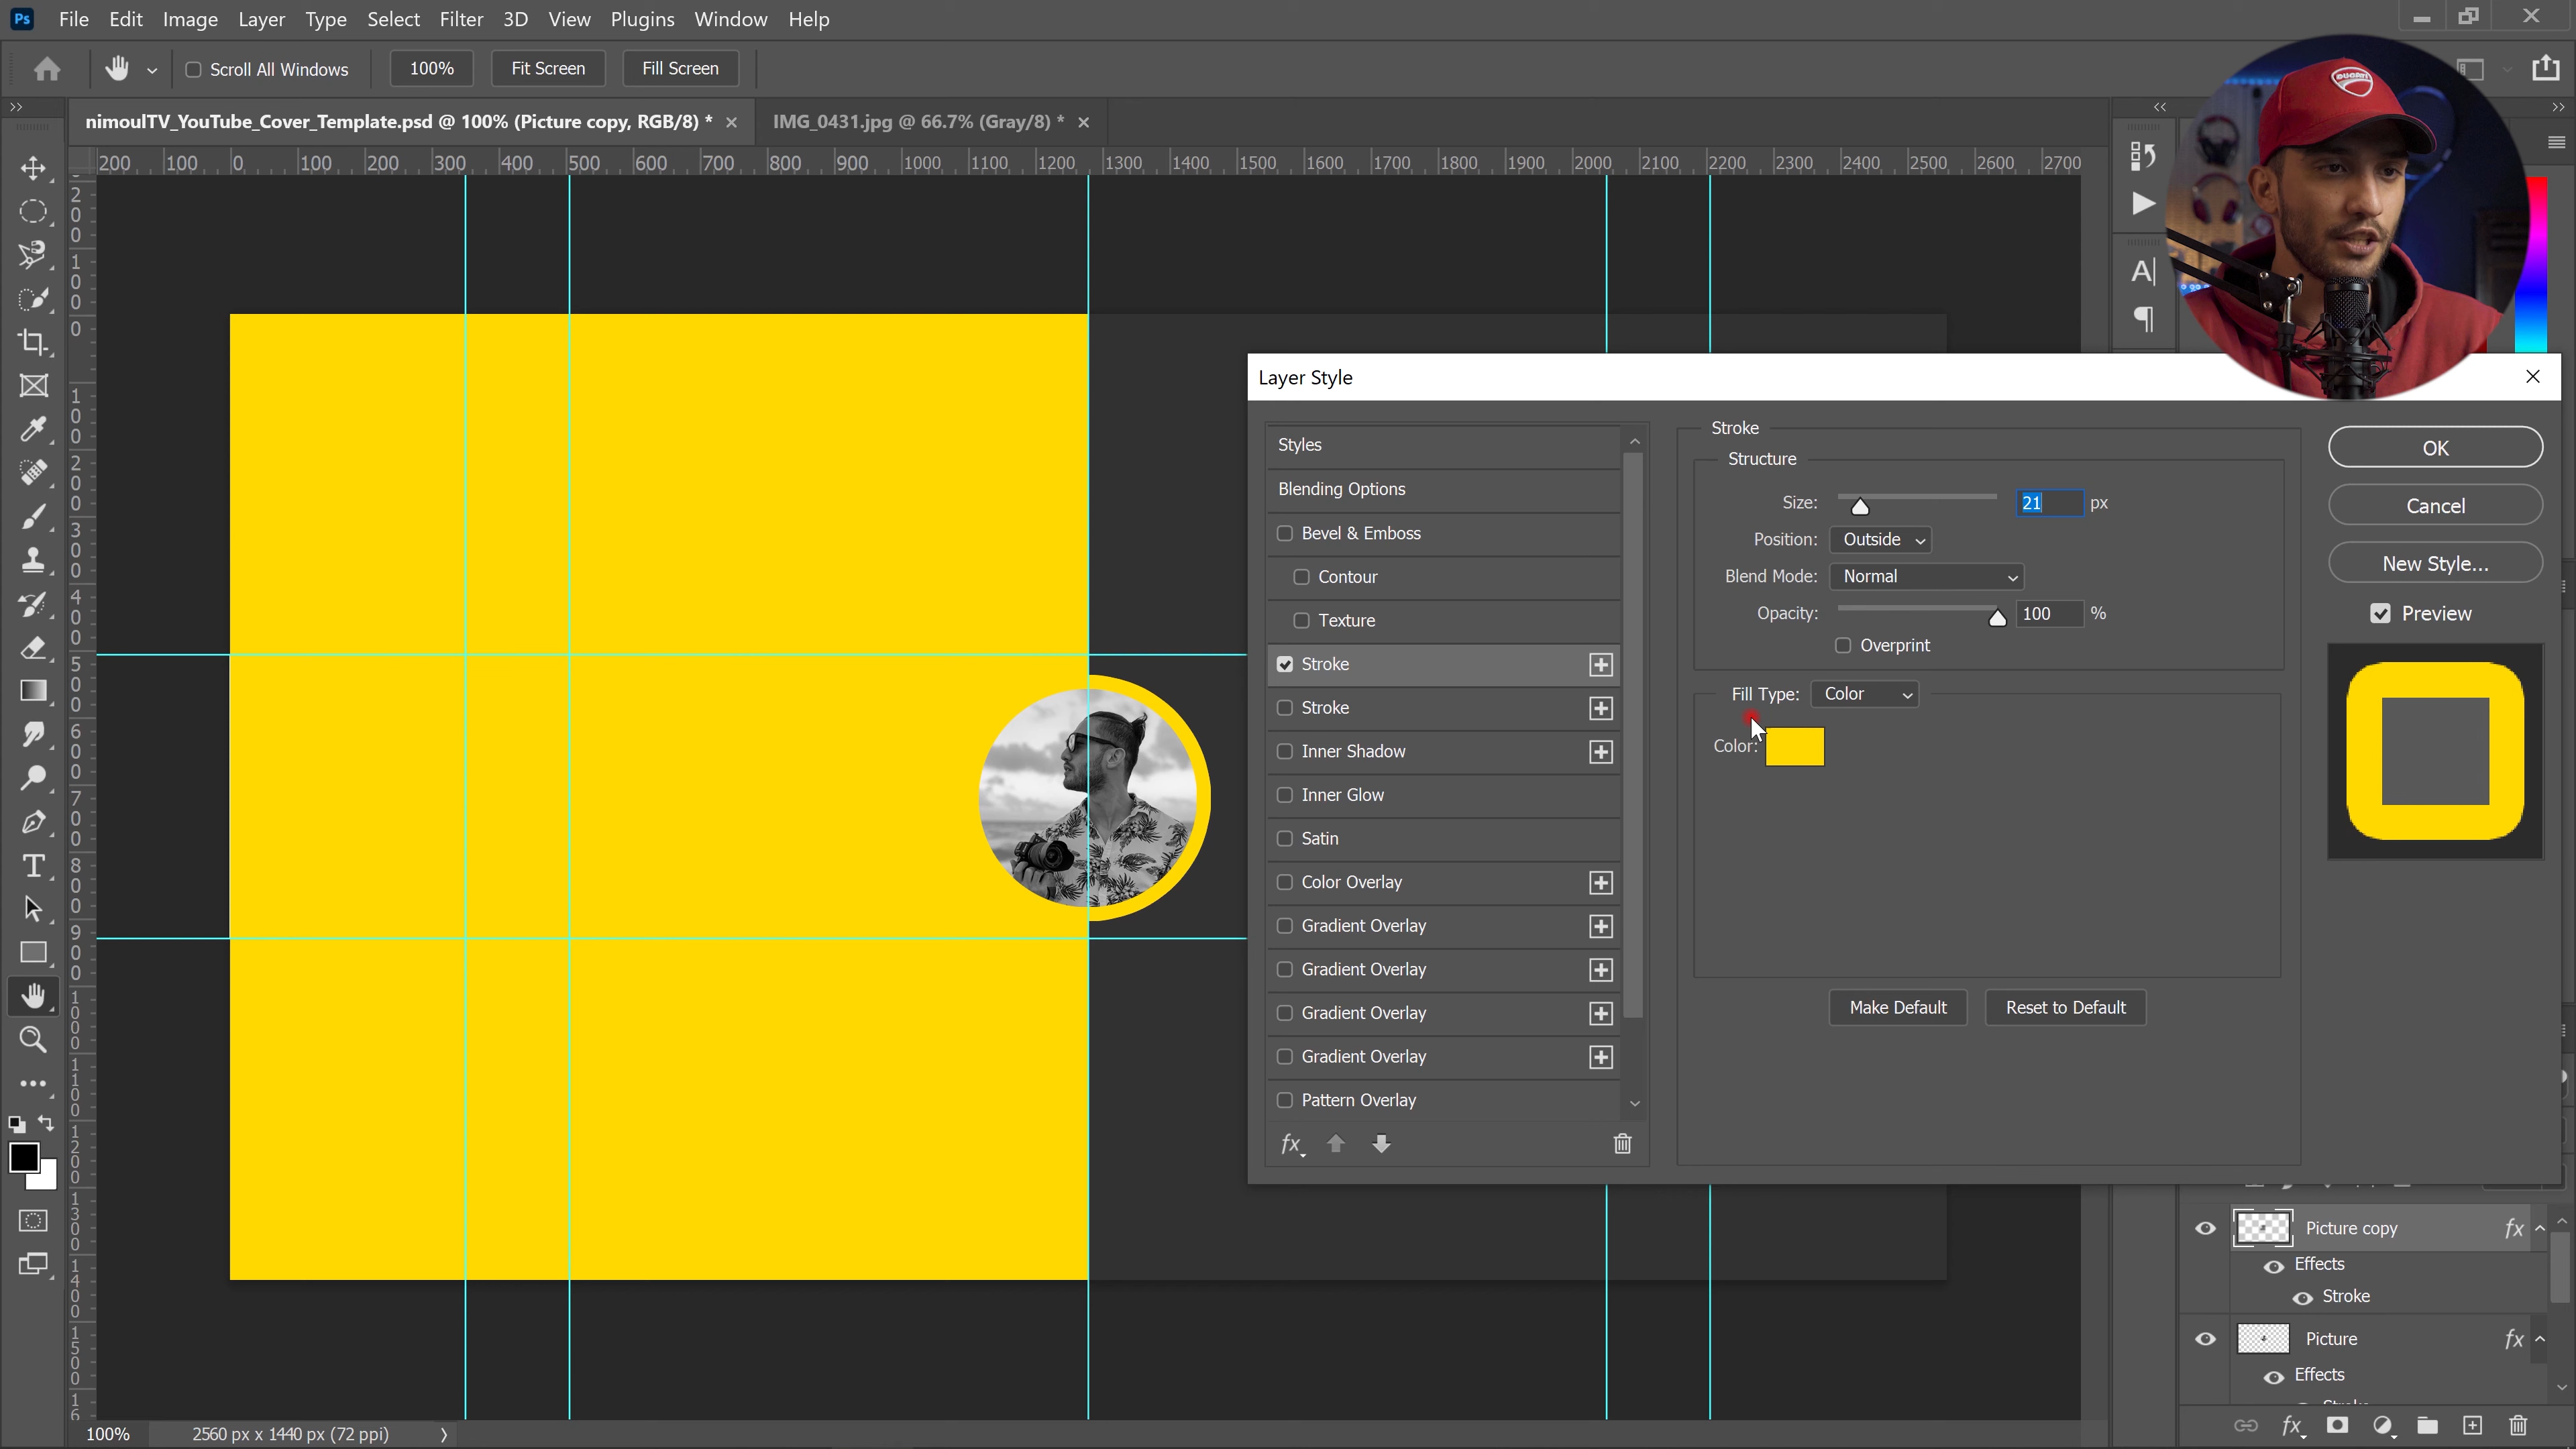 Ps File Edit Image Layer Type Select Filter 3D View Plugins Window Help
Scroll All Windows 100% Fit Screen Fill Screen
nimoulTV_YouTube_Cover_Template.psd @ 100% (Picture copy, RGB/8) * × IMG_0431.jpg @ 66.7% (Gray/8) * ×
200 100 0 100 200 300 400 500 600 700 800 900 1000 1100 1200 1300 1400 1500 1600 1700 1800 1900 2000 2100 2200 2300 2400 2500 2600 2700
DUCATI
Layer Style
Styles
Blending Options
Bevel & Emboss
Contour
Texture
Stroke
Stroke
Inner Shadow
Inner Glow
Satin
Color Overlay
Gradient Overlay
Gradient Overlay
Gradient Overlay
Gradient Overlay
Pattern Overlay
fx
Stroke
Structure
Size: 21 px
Position: Outside
Blend Mode: Normal
Opacity: 100 %
Overprint
Fill Type: Color
Color:
Make Default Reset to Default
OK
Cancel
New Style...
Preview
Picture copy fx
Effects
Stroke
Picture fx
Effects
fx
100% 2560 px x 1440 px (72 ppi)